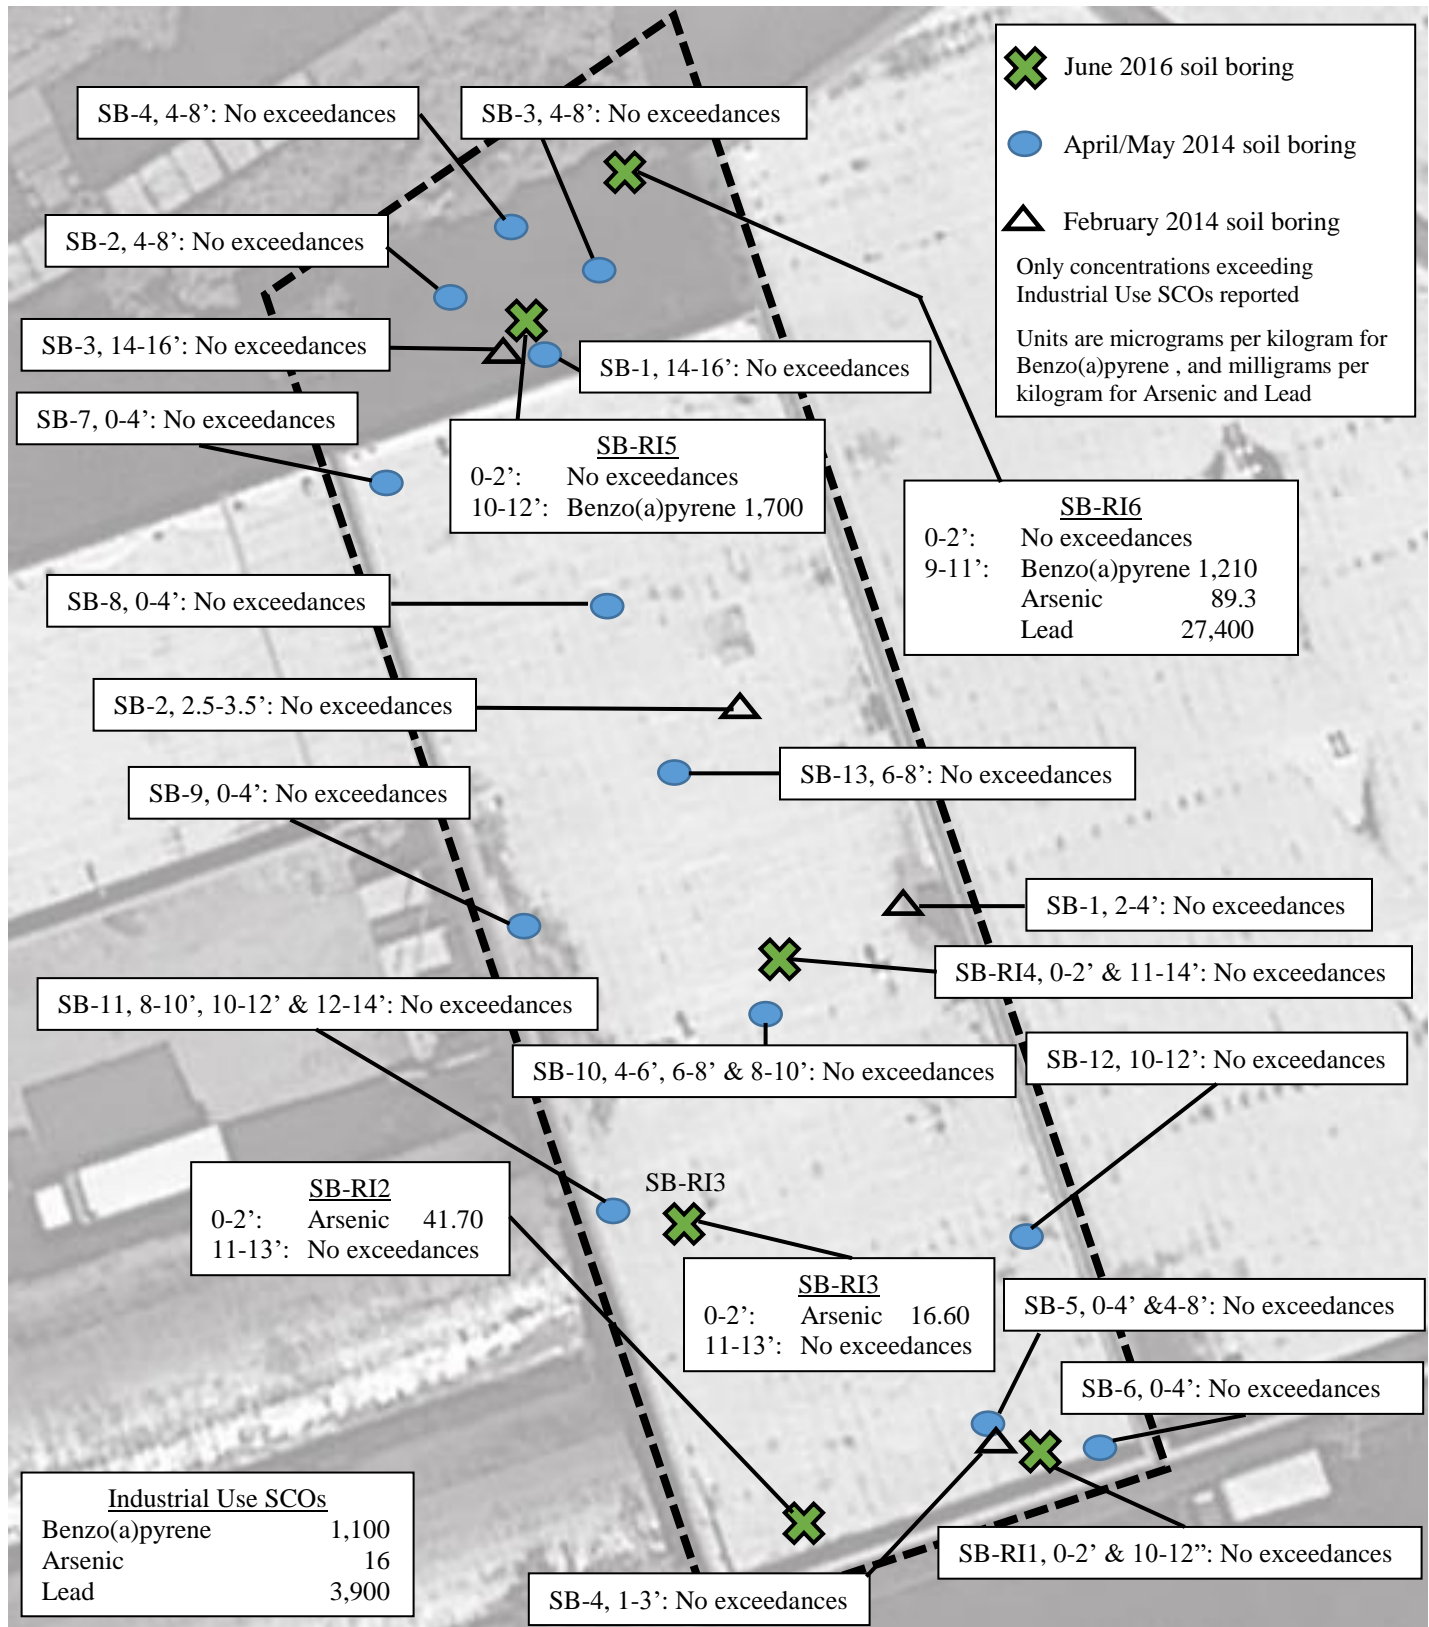 June 2016 soil boring
April/May 2014 soil boring
February 2014 soil boring
Only concentrations exceeding
Industrial Use SCOs reported
Units are micrograms per kilogram for
Benzo(a)pyrene , and milligrams per
kilogram for Arsenic and Lead
SB-4, 4-8’: No exceedances
SB-3, 4-8’: No exceedances
SB-2, 4-8’: No exceedances
SB-3, 14-16’: No exceedances
SB-1, 14-16’: No exceedances
SB-7, 0-4’: No exceedances
SB-RI5
0-2’: No exceedances
10-12’: Benzo(a)pyrene 1,700
SB-RI6
0-2’: No exceedances
9-11’: Benzo(a)pyrene 1,210
Arsenic 89.3
Lead 27,400
SB-8, 0-4’: No exceedances
SB-2, 2.5-3.5’: No exceedances
SB-13, 6-8’: No exceedances
SB-9, 0-4’: No exceedances
SB-1, 2-4’: No exceedances
SB-RI4, 0-2’ & 11-14’: No exceedances
SB-11, 8-10’, 10-12’ & 12-14’: No exceedances
SB-10, 4-6’, 6-8’ & 8-10’: No exceedances
SB-12, 10-12’: No exceedances
SB-RI2
0-2’: Arsenic 41.70
11-13’: No exceedances
SB-RI3
SB-RI3
0-2’: Arsenic 16.60
11-13’: No exceedances
SB-5, 0-4’ &4-8’: No exceedances
SB-6, 0-4’: No exceedances
Industrial Use SCOs
Benzo(a)pyrene 1,100
Arsenic 16
Lead 3,900
SB-RI1, 0-2’ & 10-12”: No exceedances
SB-4, 1-3’: No exceedances